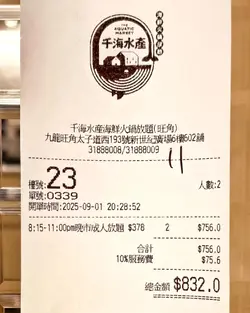 THE AQUATIC MARKET
千海水產
千海水產海鮮火鍋放題(旺角)
九龍旺角太子道西193號新世紀廣場6樓602舖
31888008/31888009
11
檯號:23
人數:2
單號:0339
開單時間:2025-09-01 20:28:52
8:15-11:00pm晚市成人放題 $378 2 $756.0
合計 $756.0
10%服務費 $75.6
總金額 $832.0